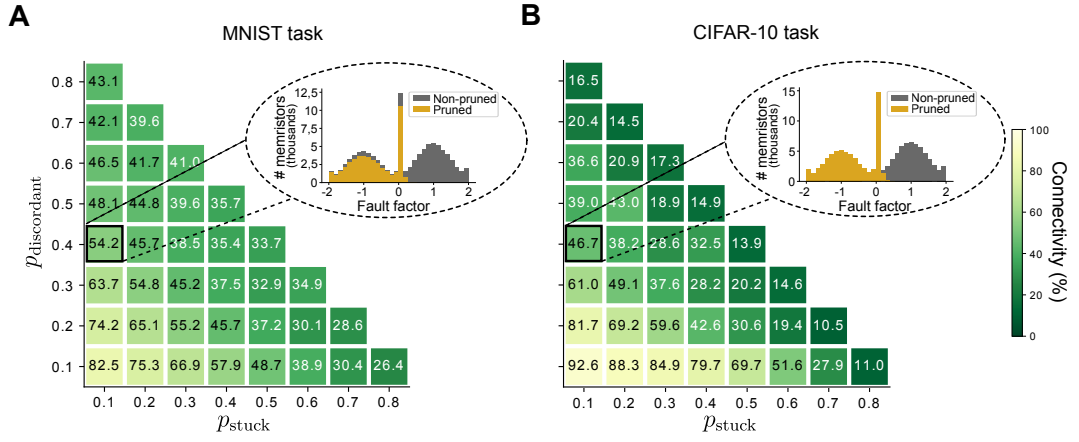 A
MNIST task
0.8
0.7
0.6
0.5
0.4
0.3
0.2
0.1
p_discordant
43.1
42.1 39.6
46.5 41.7 41.0
48.1 44.8 39.6 35.7
54.2 45.7 38.5 35.4 33.7
63.7 54.8 45.2 37.5 32.9 34.9
74.2 65.1 55.2 45.7 37.2 30.1 28.6
82.5 75.3 66.9 57.9 48.7 38.9 30.4 26.4
0.1 0.2 0.3 0.4 0.5 0.6 0.7 0.8
p_stuck
12,5
10.0
7.5
5.0
2.5
0
# memristors
(thousands)
Non-pruned
Pruned
-2 -1 0 1 2
Fault factor
B
CIFAR-10 task
16.5
20.4 14.5
36.6 20.9 17.3
39.0 43.0 18.9 14.9
46.7 38.2 28.6 32.5 13.9
61.0 49.1 37.6 28.2 20.2 14.6
81.7 69.2 59.6 42.6 30.6 19.4 10.5
92.6 88.3 84.9 79.7 69.7 51.6 27.9 11.0
0.1 0.2 0.3 0.4 0.5 0.6 0.7 0.8
p_stuck
15
10
5
0
# memristors
(thousands)
Non-pruned
Pruned
-2 -1 0 1 2
Fault factor
100
80
60
40
20
0
Connectivity (%)